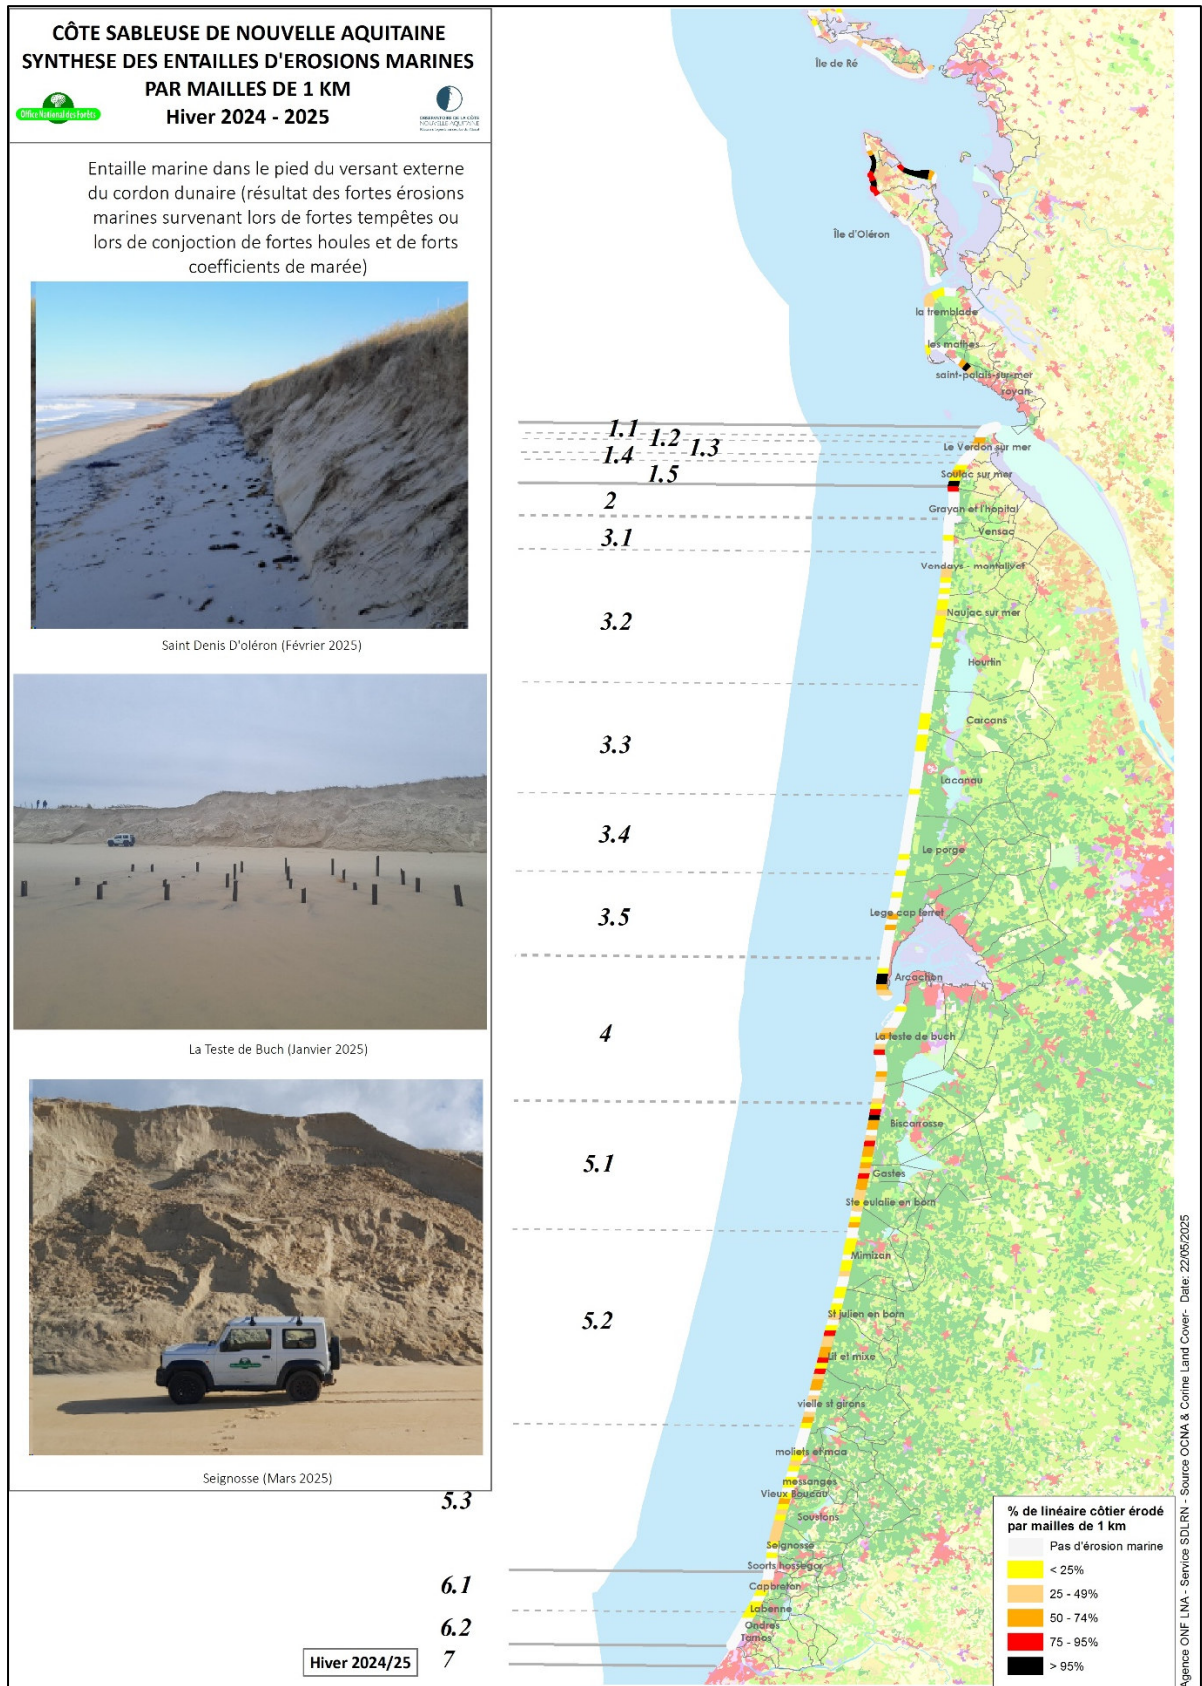 CÔTE SABLEUSE DE NOUVELLE AQUITAINE
SYNTHESE DES ENTAILLES D'EROSIONS MARINES
PAR MAILLES DE 1 KM
Hiver 2024 - 2025
Office National des Forêts
OBSERVATOIRE DE LA CÔTE
NOUVELLE-AQUITAINE
Entaille marine dans le pied du versant externe
du cordon dunaire (résultat des fortes érosions
marines survenant lors de fortes tempêtes ou
lors de conjoction de fortes houles et de forts
coefficients de marée)
Saint Denis D'oléron (Février 2025)
La Teste de Buch (Janvier 2025)
Seignosse (Mars 2025)
Île de Ré
Île d'Oléron
la tremblade
les mathes
saint-palais-sur-mer
royan
1.1
1.2
1.3
1.4
1.5
2
3.1
3.2
3.3
3.4
3.5
4
5.1
5.2
5.3
6.1
6.2
7
Le Verdon sur mer
Soulac sur mer
Grayan et l'hôpital
Vensac
Vendays - montalivet
Naujac sur mer
Hourtin
Carcans
Lacanau
Le porge
Lege cap ferret
Arcachon
La teste de buch
Biscarrosse
Gastes
Ste eulalie en born
Mimizan
St julien en born
Lit et mixe
vielle st girons
moliets et maa
messanges
Vieux Boucau
Soustons
Seignosse
Soorts hossegor
Capbreton
Labenne
Ondres
Tarnos
Hiver 2024/25
% de linéaire côtier érodé
par mailles de 1 km
Pas d'érosion marine
< 25%
25 - 49%
50 - 74%
75 - 95%
> 95%
Agence ONF LNA - Service SDLRN - Source OCNA & Corine Land Cover- Date: 22/05/2025